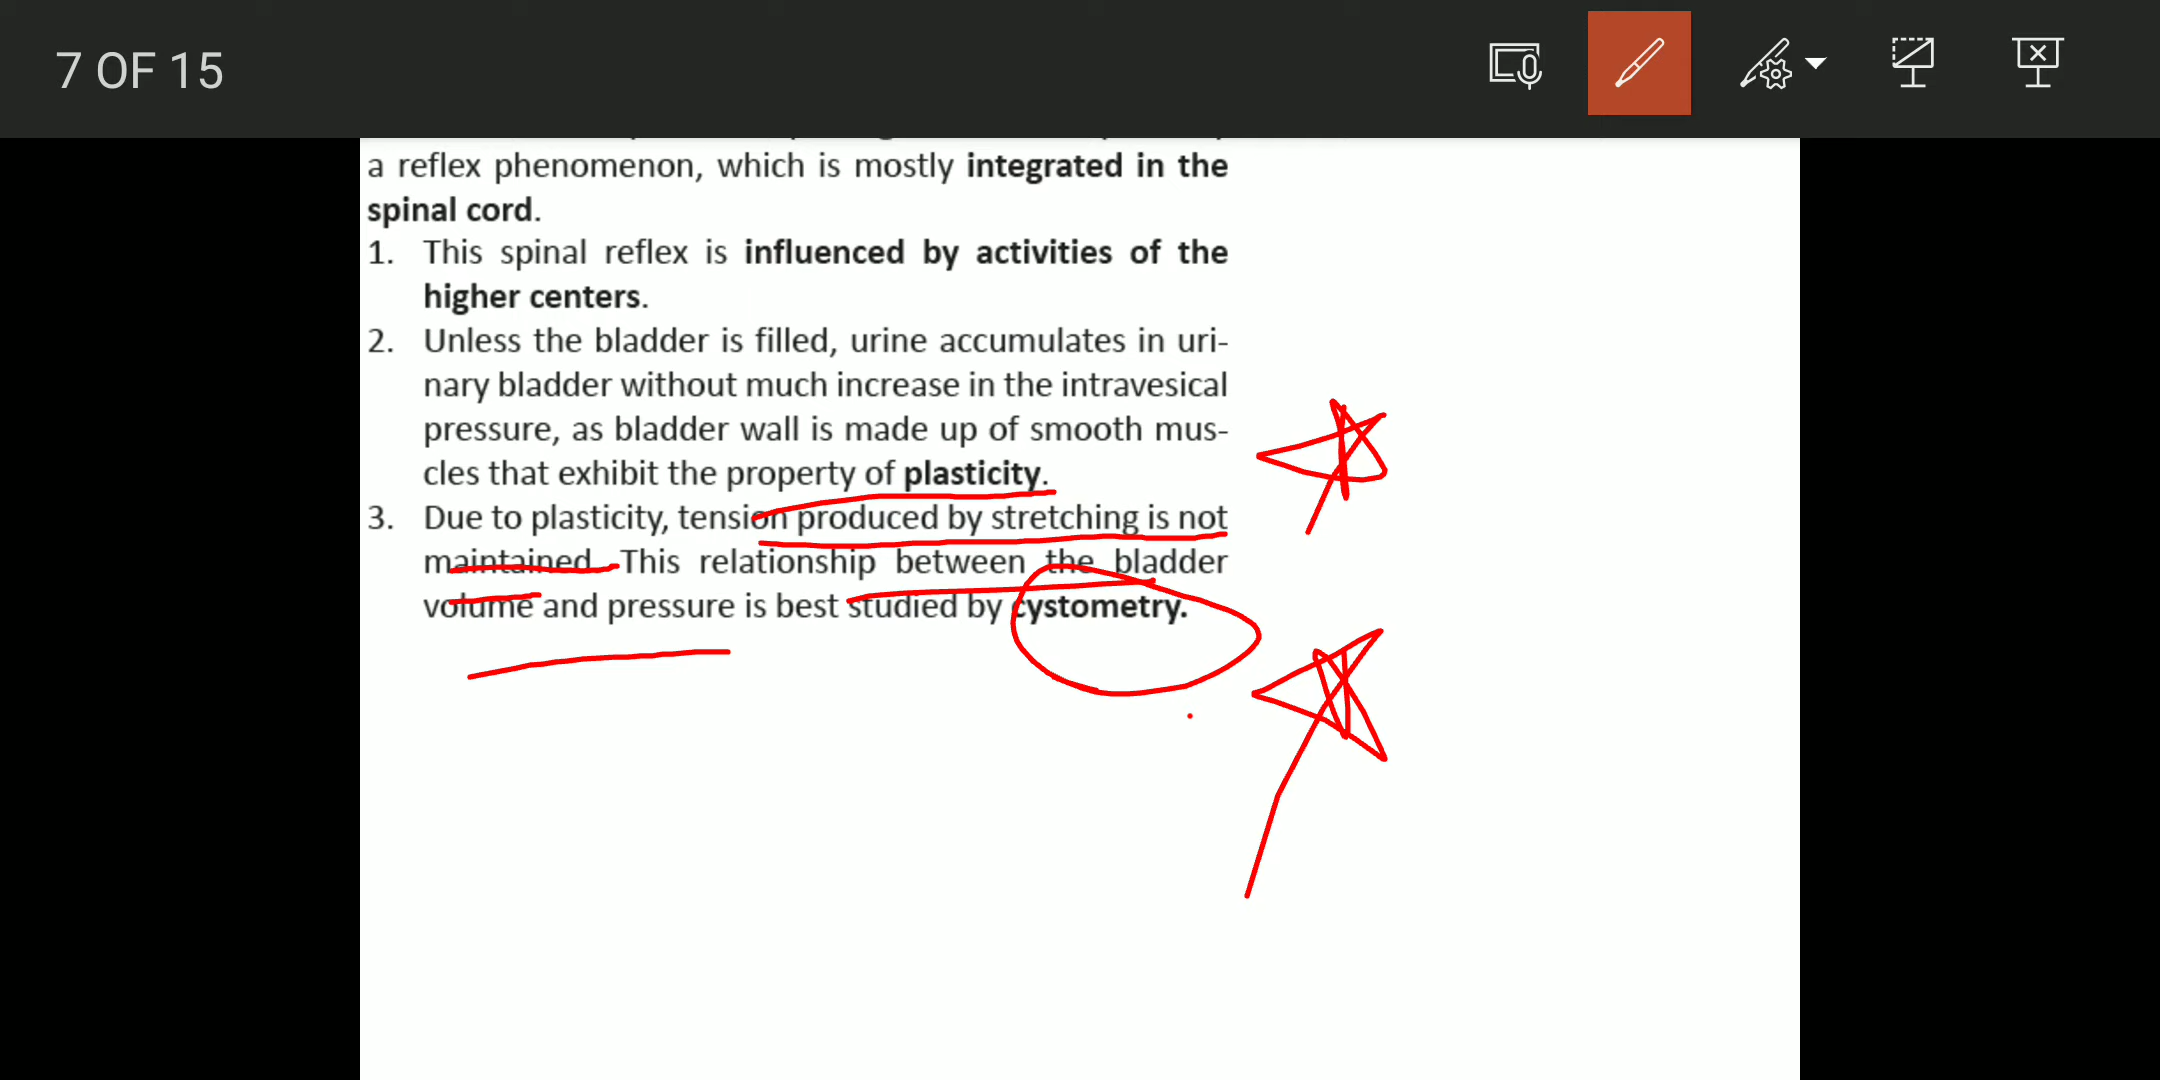 7 OF 15
a reflex phenomenon, which is mostly integrated in the
spinal cord.
1. This spinal reflex is influenced by activities of the
higher centers.
2. Unless the bladder is filled, urine accumulates in uri-
nary bladder without much increase in the intravesical
pressure, as bladder wall is made up of smooth mus-
cles that exhibit the property of plasticity.
3. Due to plasticity, tension produced by stretching is not
maintained. This relationship between the bladder
volume and pressure is best studied by cystometry.